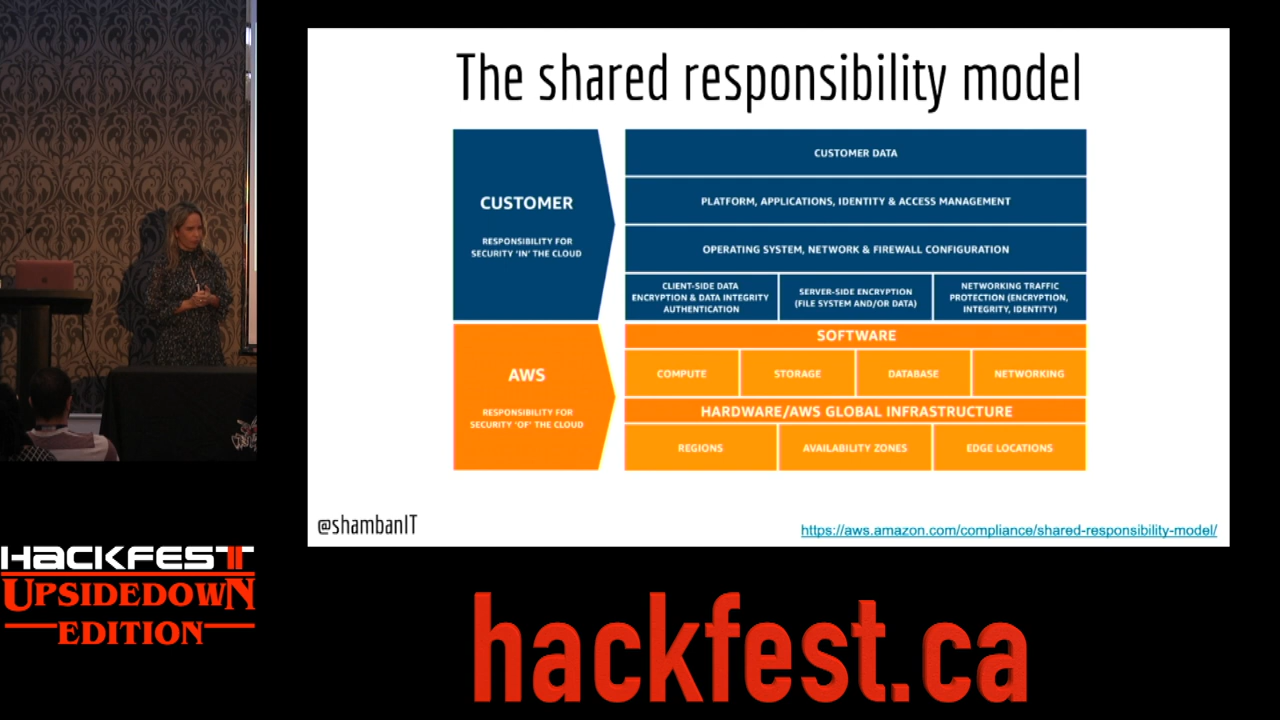 The shared responsibility model
CUSTOMER
RESPONSIBILITY FOR
SECURITY 'IN' THE CLOUD
CUSTOMER DATA
PLATFORM, APPLICATIONS, IDENTITY & ACCESS MANAGEMENT
OPERATING SYSTEM, NETWORK & FIREWALL CONFIGURATION
CLIENT-SIDE DATA
ENCRYPTION & DATA INTEGRITY
AUTHENTICATION
SERVER-SIDE ENCRYPTION
(FILE SYSTEM AND/OR DATA)
NETWORKING TRAFFIC
PROTECTION (ENCRYPTION,
INTEGRITY, IDENTITY)
AWS
RESPONSIBILITY FOR
SECURITY 'OF' THE CLOUD
SOFTWARE
COMPUTE
STORAGE
DATABASE
NETWORKING
HARDWARE/AWS GLOBAL INFRASTRUCTURE
REGIONS
AVAILABILITY ZONES
EDGE LOCATIONS
@shambanIT
https://aws.amazon.com/compliance/shared-responsibility-model/
HACKFEST
UPSIDEDOWN
EDITION
hackfest.ca